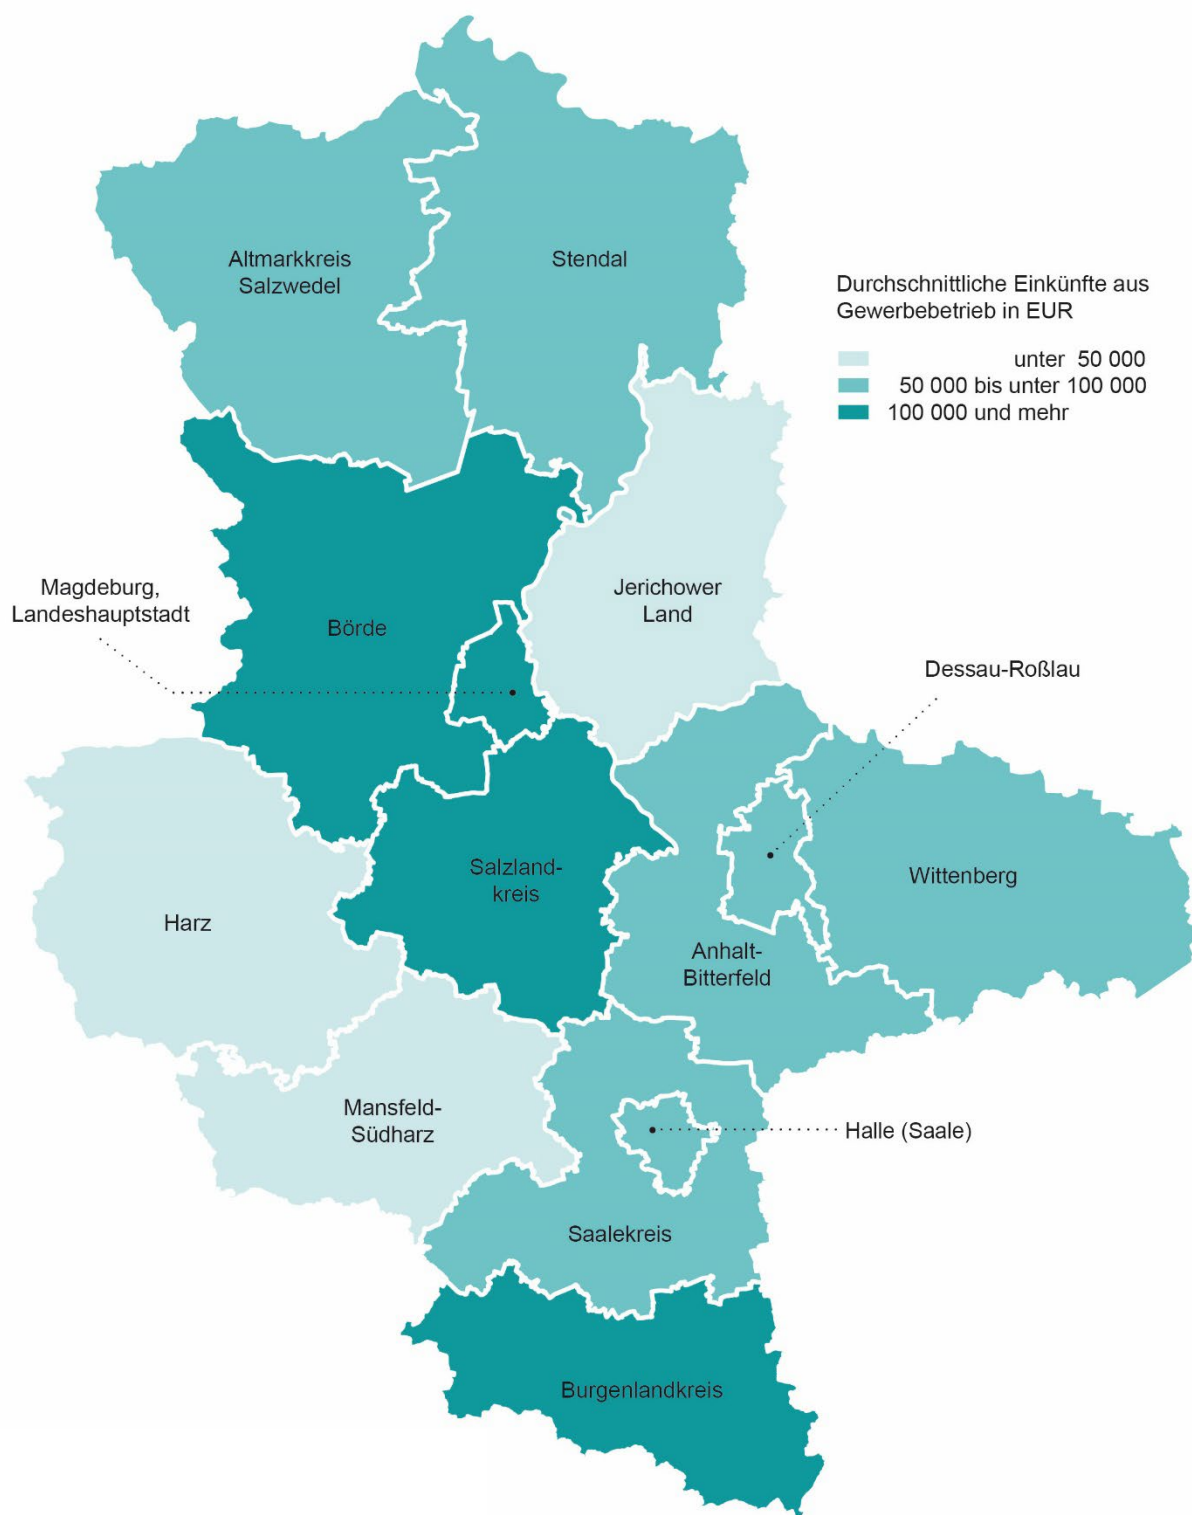 Altmarkkreis
Salzwedel
Stendal
Durchschnittliche Einkünfte aus
Gewerbebetrieb in EUR
unter 50 000
50 000 bis unter 100 000
100 000 und mehr
Magdeburg,
Landeshauptstadt
Börde
Jerichower
Land
Dessau-Roßlau
Harz
Salzland-
kreis
Wittenberg
Anhalt-
Bitterfeld
Mansfeld-
Südharz
Halle (Saale)
Saalekreis
Burgenlandkreis